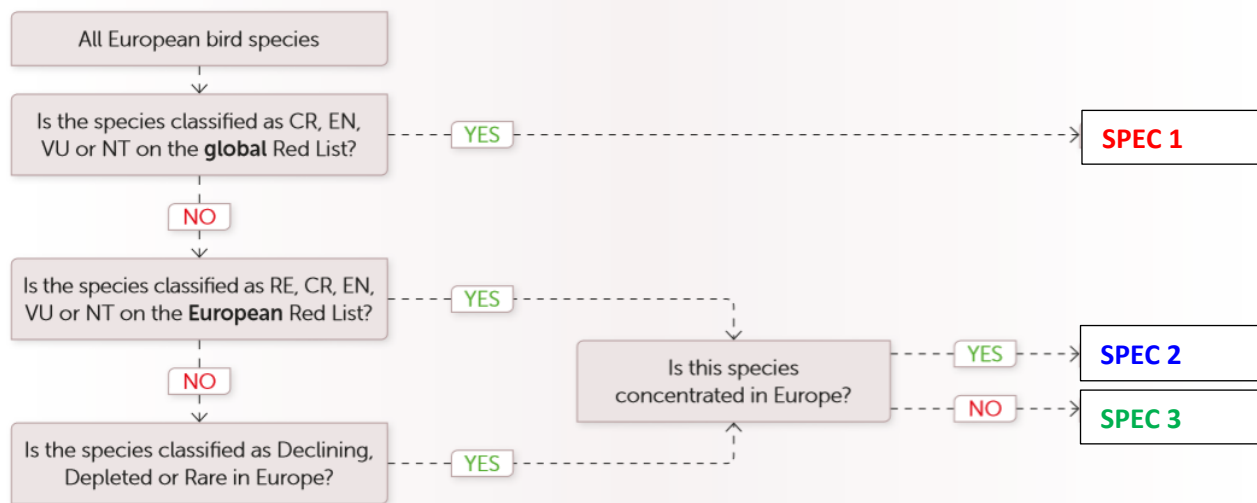 All European bird species
Is the species classified as CR, EN,
VU or NT on the global Red List?
YES
SPEC 1
NO
Is the species classified as RE, CR, EN,
VU or NT on the European Red List?
YES
Is this species
concentrated in Europe?
YES
SPEC 2
NO
SPEC 3
NO
Is the species classified as Declining,
Depleted or Rare in Europe?
YES